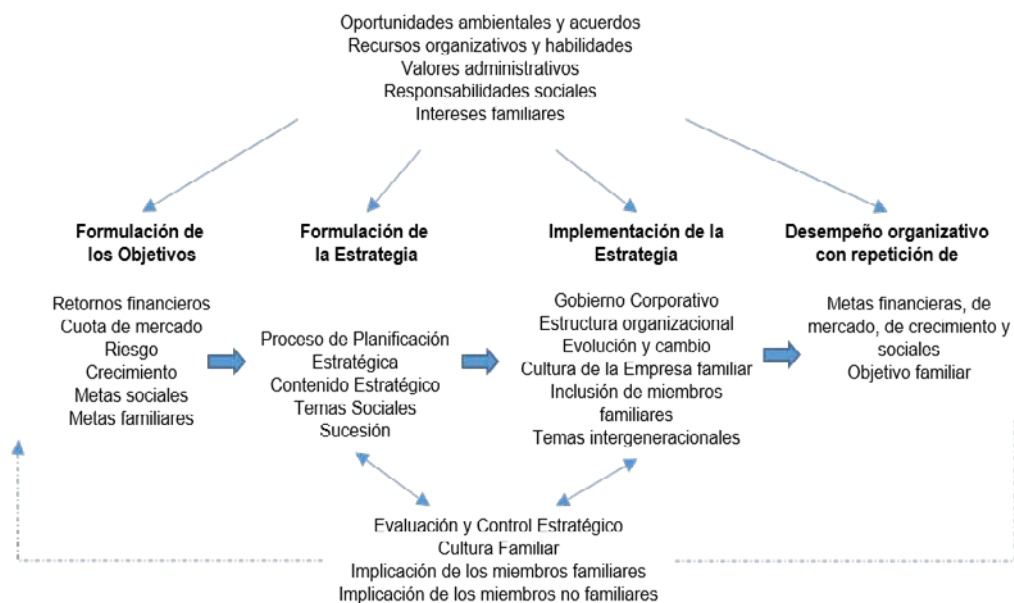 Oportunidades ambientales y acuerdos
Recursos organizativos y habilidades
Valores administrativos
Responsabilidades sociales
Intereses familiares
Formulación de
los Objetivos
Retornos financieros
Cuota de mercado
Riesgo
Crecimiento
Metas sociales
Metas familiares
Formulación de
la Estrategia
Proceso de Planificación
Estratégica
Contenido Estratégico
Temas Sociales
Sucesión
Implementación de la
Estrategia
Gobierno Corporativo
Estructura organizacional
Evolución y cambio
Cultura de la Empresa familiar
Inclusión de miembros
familiares
Temas intergeneracionales
Desempeño organizativo
con repetición de
Metas financieras, de
mercado, de crecimiento y
sociales
Objetivo familiar
Evaluación y Control Estratégico
Cultura Familiar
Implicación de los miembros familiares
Implicación de los miembros no familiares